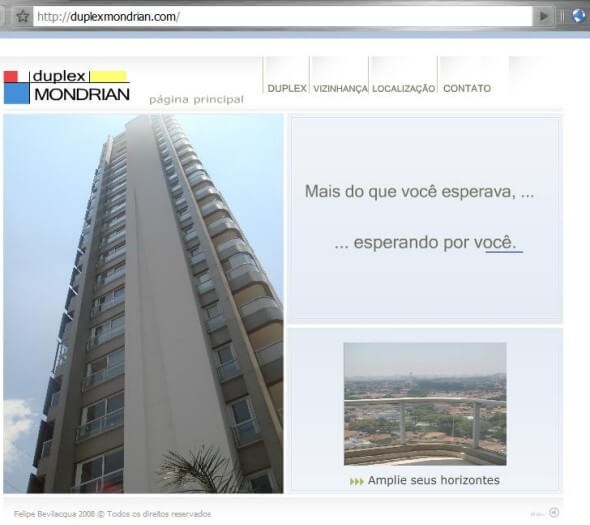 http://duplexmondrian.com/
duplex
MONDRIAN
página principal
DUPLEX
VIZINHANÇA
LOCALIZAÇÃO
CONTATO
Mais do que você esperava, ...
... esperando por você.
Amplie seus horizontes
Felipe Bevilacqua 2008 © Todos os direitos reservados